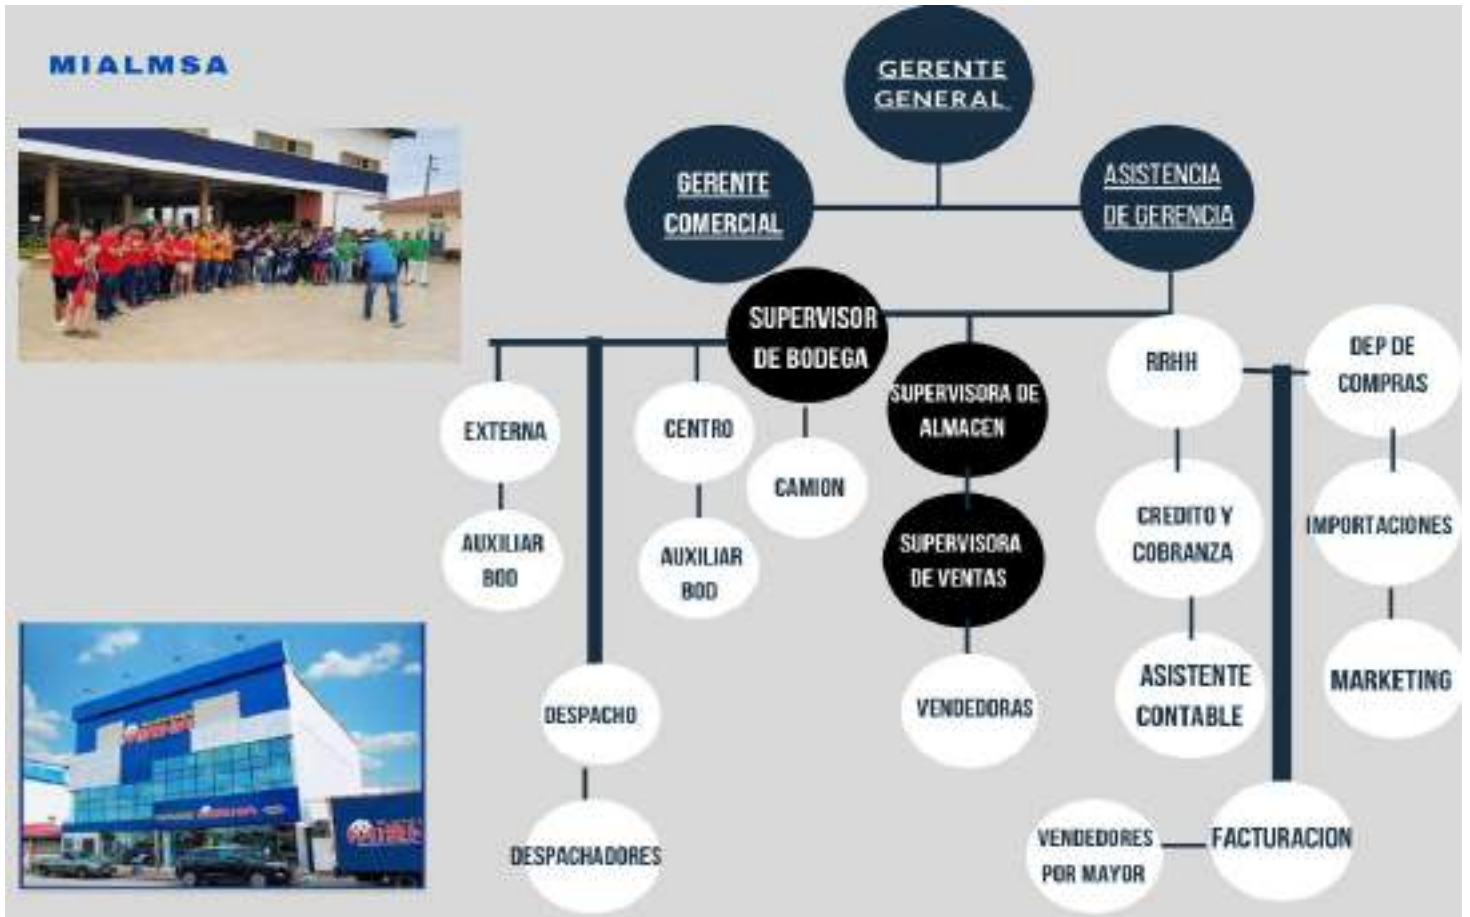 MIALMSA
GERENTE
GENERAL
GERENTE
COMERCIAL
ASISTENCIA
DE GERENCIA
SUPERVISOR
DE BODEGA
SUPERVISORA DE
ALMACEN
RRHH
DEP DE
COMPRAS
EXTERNA
CENTRO
CAMION
SUPERVISORA
DE VENTAS
CREDITO Y
COBRANZA
IMPORTACIONES
AUXILIAR
BOD
AUXILIAR
BOD
DESPACHO
VENDEDORAS
ASISTENTE
CONTABLE
MARKETING
DESPACHADORES
VENDEDORES
POR MAYOR
FACTURACION